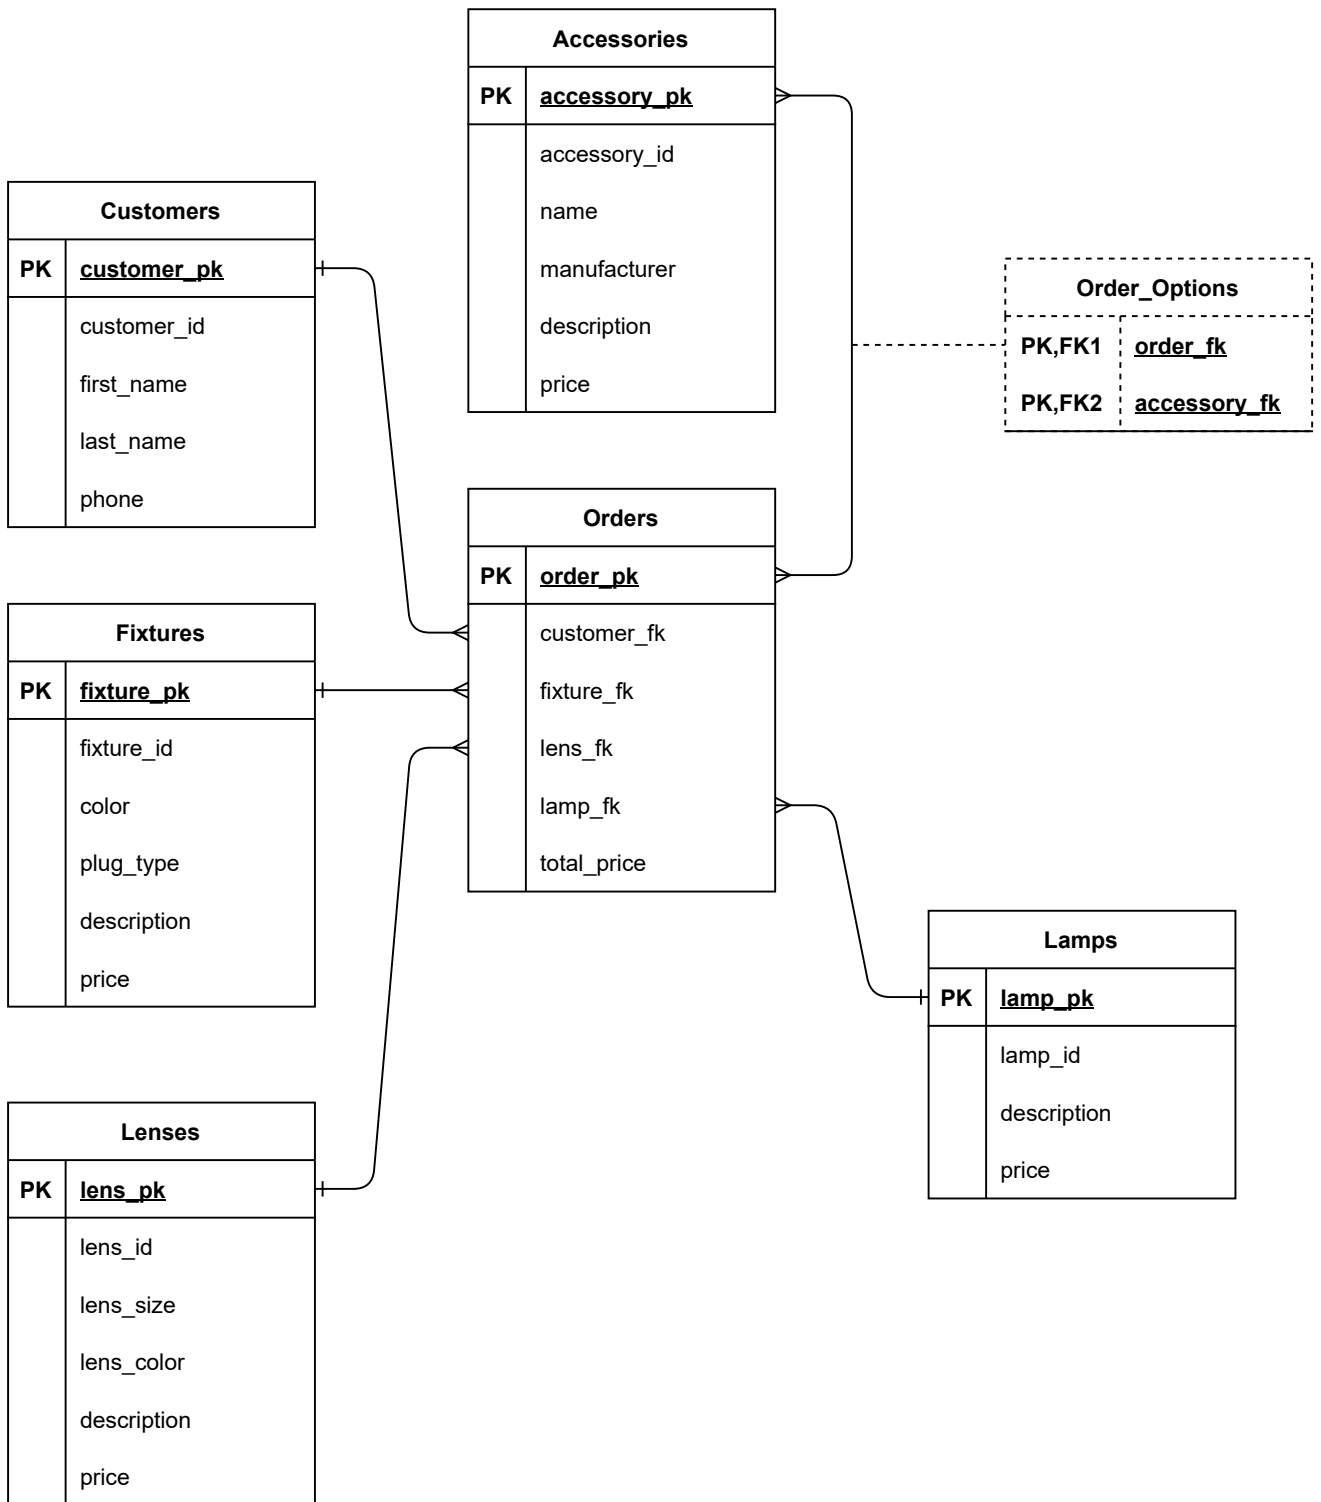 Accessories
PK accessory_pk
accessory_id
name
manufacturer
description
price
Customers
PK customer_pk
customer_id
first_name
last_name
phone
Order_Options
PK,FK1 order_fk
PK,FK2 accessory_fk
Orders
PK order_pk
customer_fk
fixture_fk
lens_fk
lamp_fk
total_price
Fixtures
PK fixture_pk
fixture_id
color
plug_type
description
price
Lamps
PK lamp_pk
lamp_id
description
price
Lenses
PK lens_pk
lens_id
lens_size
lens_color
description
price